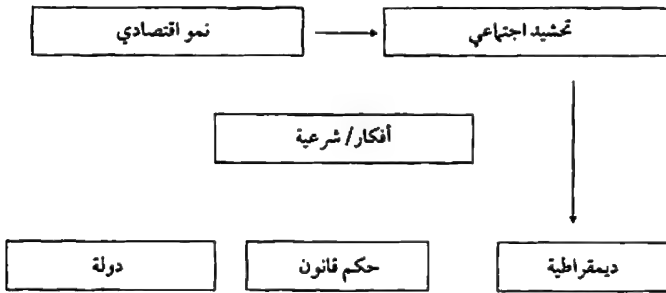 تحشيد اجتماعي
نمو اقتصادي
أفكار/ شرعية
ديمقراطية
حكم قانون
دولة